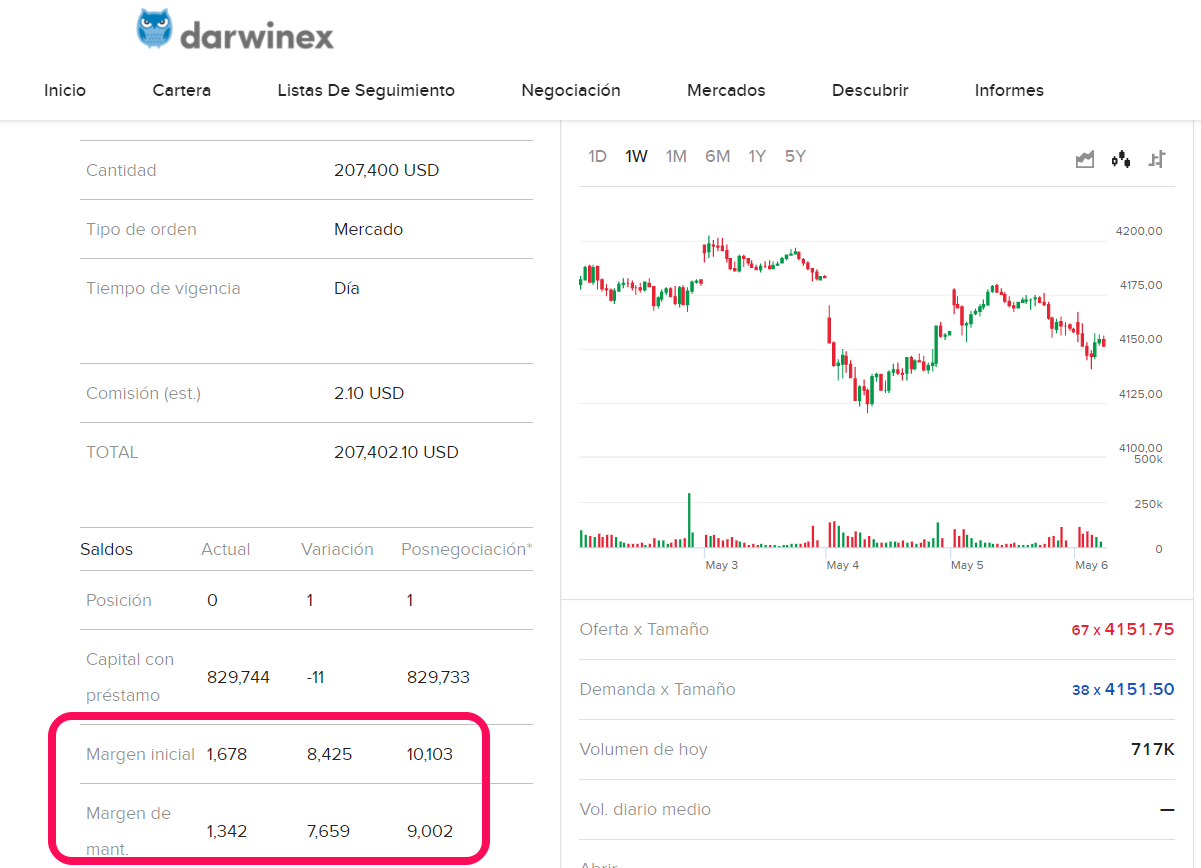 darwinex
Inicio Cartera Listas De Seguimiento Negociación Mercados Descubrir Informes
Cantidad 207,400 USD
Tipo de orden Mercado
Tiempo de vigencia Día
Comisión (est.) 2.10 USD
TOTAL 207,402.10 USD
Saldos Actual Variación Posnegociación*
Posición 0 1 1
Capital con
préstamo 829,744 -11 829,733
Margen inicial 1,678 8,425 10,103
Margen de
mant. 1,342 7,659 9,002
1D 1W 1M 6M 1Y 5Y
4200,00
4175,00
4150,00
4125,00
4100,00
500k
250k
0
May 3 May 4 May 5 May 6
Oferta x Tamaño 67 x 4151.75
Demanda x Tamaño 38 x 4151.50
Volumen de hoy 717K
Vol. diario medio —
Abrir